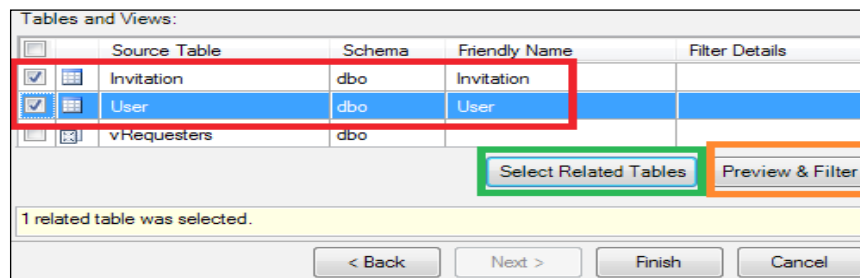 Tables and Views:
Source Table Schema Friendly Name Filter Details
Invitation dbo Invitation
User dbo User
vRequesters dbo
Select Related Tables Preview & Filter
1 related table was selected.
< Back Next > Finish Cancel